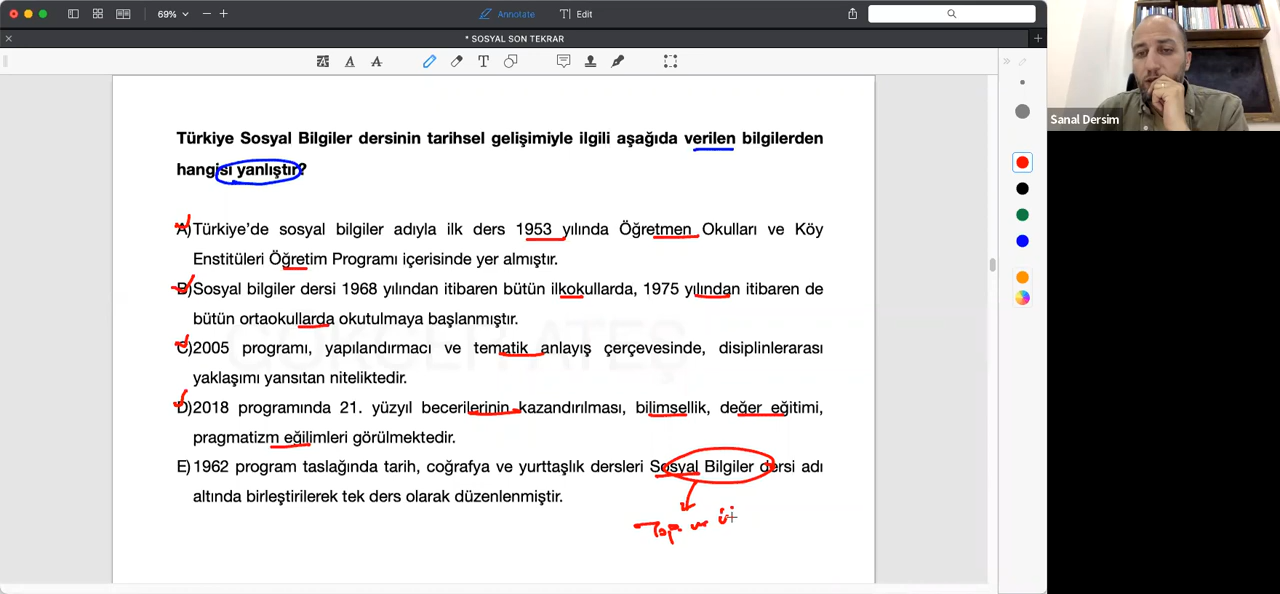 69%
Annotate
Edit
* SOSYAL SON TEKRAR
Sanal Dersim
Türkiye Sosyal Bilgiler dersinin tarihsel gelişimiyle ilgili aşağıda verilen bilgilerden
hangisi yanlıştır?
A) Türkiye'de sosyal bilgiler adıyla ilk ders 1953 yılında Öğretmen Okulları ve Köy
Enstitüleri Öğretim Programı içerisinde yer almıştır.
B) Sosyal bilgiler dersi 1968 yılından itibaren bütün ilkokullarda, 1975 yılından itibaren de
bütün ortaokullarda okutulmaya başlanmıştır.
C) 2005 programı, yapılandırmacı ve tematik anlayış çerçevesinde, disiplinlerarası
yaklaşımı yansıtan niteliktedir.
D) 2018 programında 21. yüzyıl becerilerinin kazandırılması, bilimsellik, değer eğitimi,
pragmatizm eğilimleri görülmektedir.
E) 1962 program taslağında tarih, coğrafya ve yurttaşlık dersleri Sosyal Bilgiler dersi adı
altında birleştirilerek tek ders olarak düzenlenmiştir.
Top ve ü